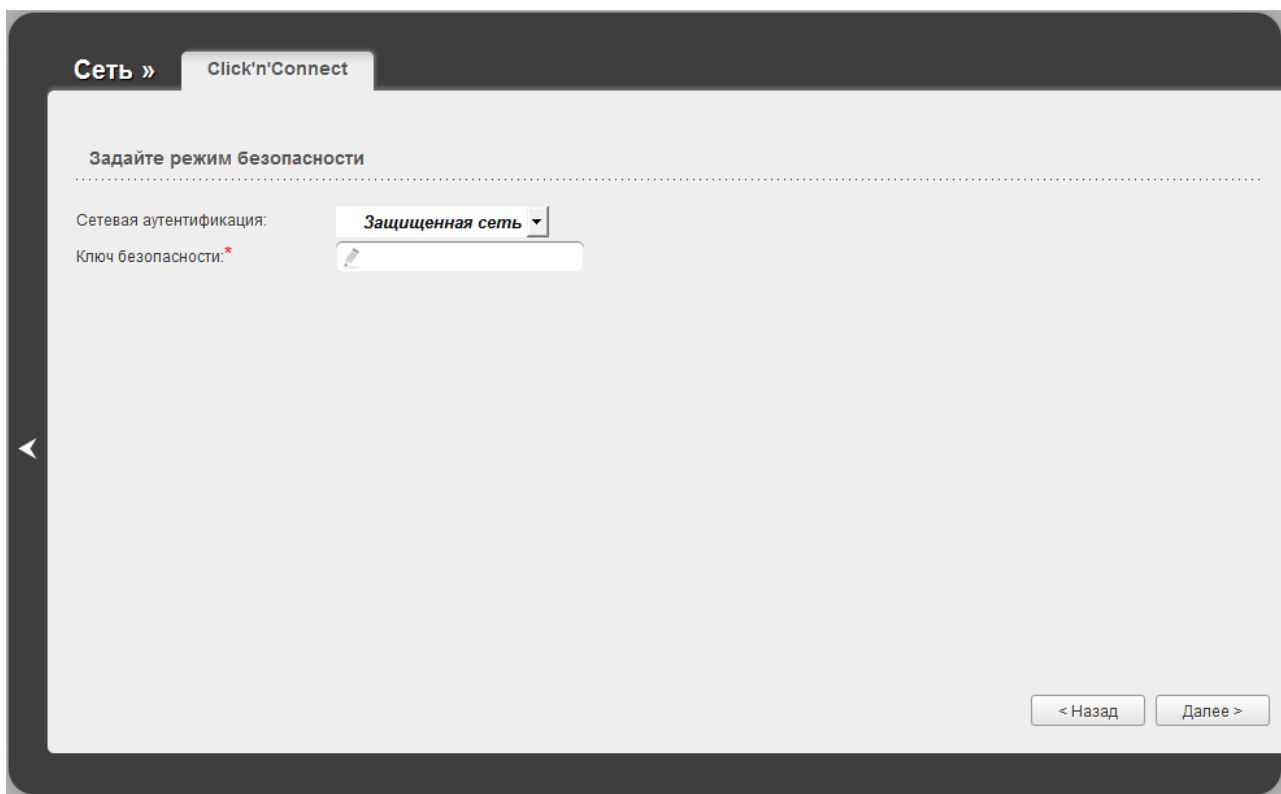 Сеть »
Click'n'Connect
Задайте режим безопасности
Сетевая аутентификация: Защищенная сеть
Ключ безопасности:*
< Назад Далее >